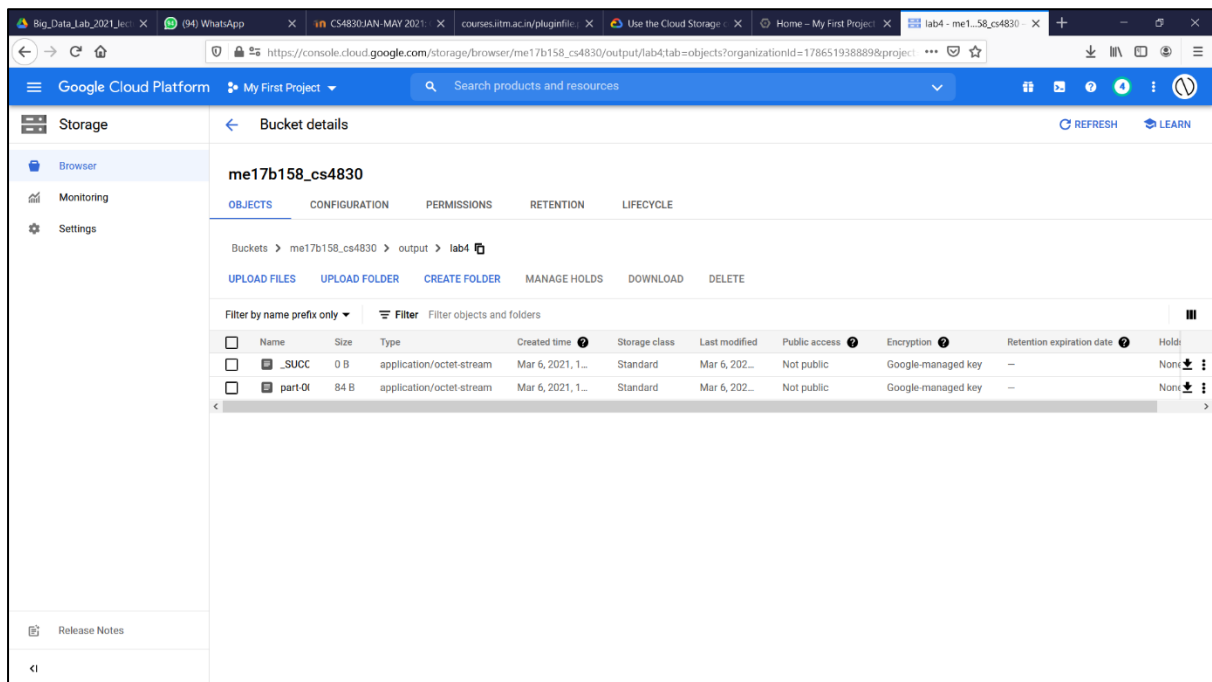 Big_Data_Lab_2021_Lect
(94) WhatsApp
CS4830:JAN-MAY 2021:
courses.iitm.ac.in/pluginfile.
Use the Cloud Storage c
Home – My First Project
lab4 - me1...58_cs4830 –
https://console.cloud.google.com/storage/browser/me17b158_cs4830/output/lab4;tab=objects?organizationId=178651938889&project
Google Cloud Platform My First Project Search products and resources 4
Storage
Bucket details REFRESH LEARN
Browser
Monitoring
Settings
me17b158_cs4830
OBJECTS CONFIGURATION PERMISSIONS RETENTION LIFECYCLE
Buckets > me17b158_cs4830 > output > lab4
UPLOAD FILES UPLOAD FOLDER CREATE FOLDER MANAGE HOLDS DOWNLOAD DELETE
Filter by name prefix only Filter Filter objects and folders
Name Size Type Created time Storage class Last modified Public access Encryption Retention expiration date Holds
_SUCC 0 B application/octet-stream Mar 6, 2021, 1... Standard Mar 6, 202... Not public Google-managed key — None
part-0( 84 B application/octet-stream Mar 6, 2021, 1... Standard Mar 6, 202... Not public Google-managed key — None
Release Notes